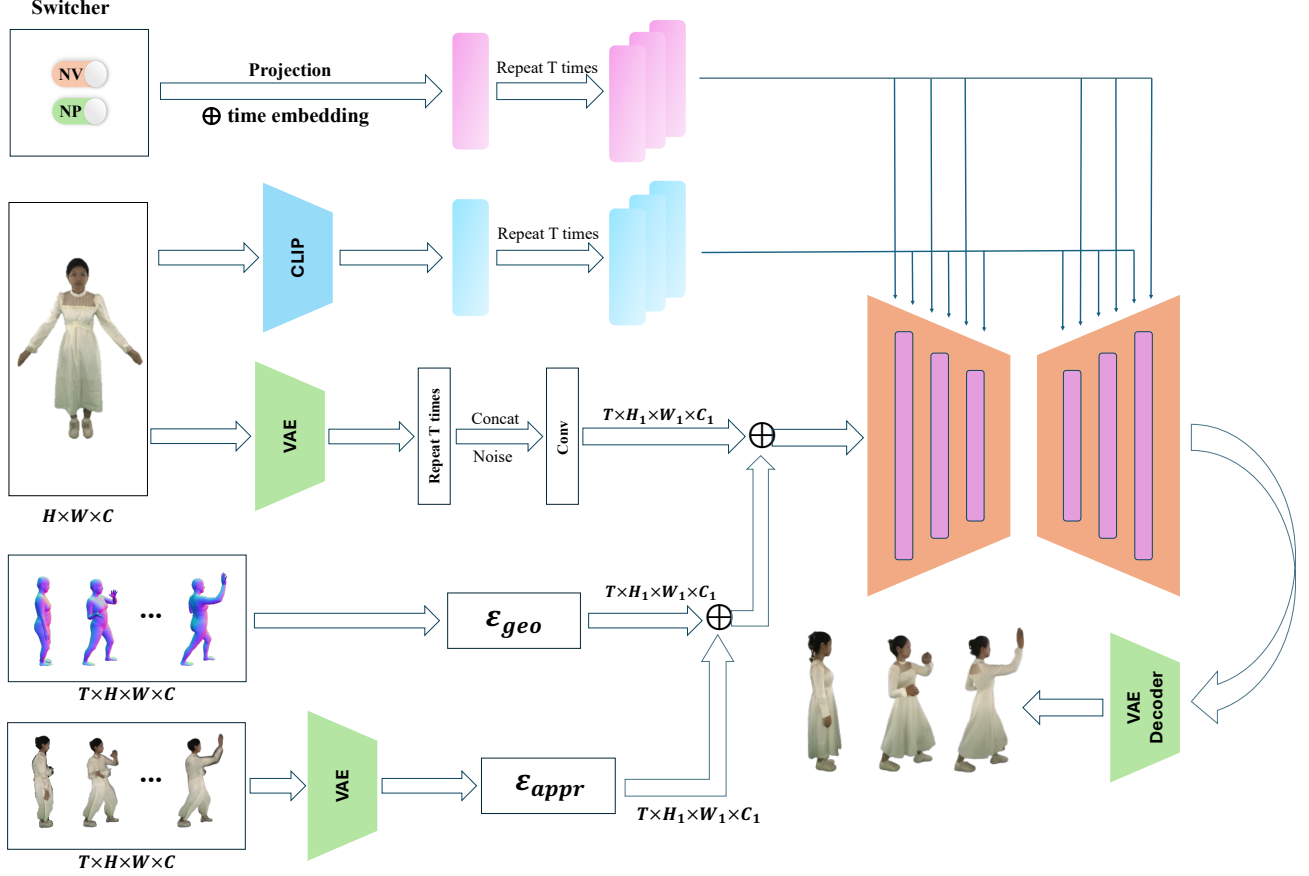 Switcher
NV
NP
Projection
⊕ time embedding
Repeat T times
CLIP
Repeat T times
H×W×C
VAE
Repeat T times
Concat
Noise
Conv
T×H₁×W₁×C₁
T×H×W×C
ε_geo
T×H₁×W₁×C₁
T×H×W×C
VAE
ε_appr
T×H₁×W₁×C₁
VAE
Decoder